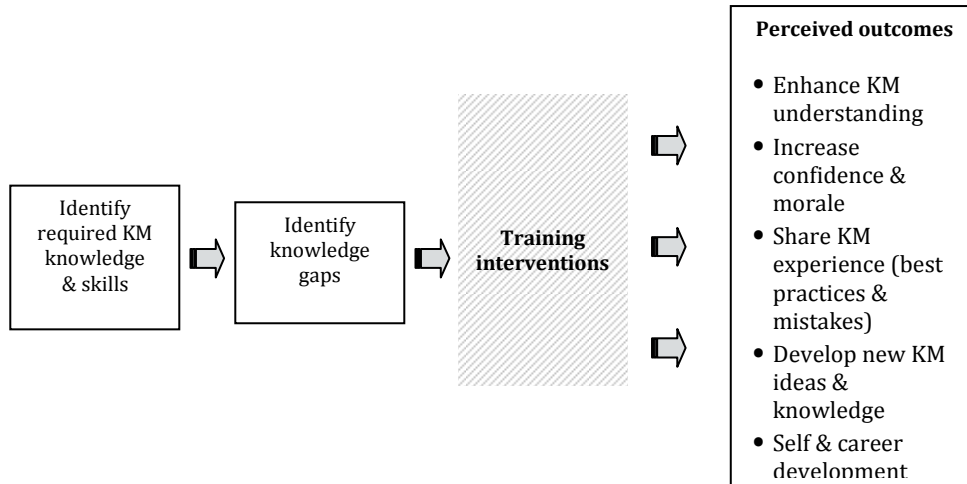 Identify
required KM
knowledge
& skills
Identify
knowledge
gaps
Training
interventions
Perceived outcomes
• Enhance KM
understanding
• Increase
confidence &
morale
• Share KM
experience (best
practices &
mistakes)
• Develop new KM
ideas &
knowledge
• Self & career
development